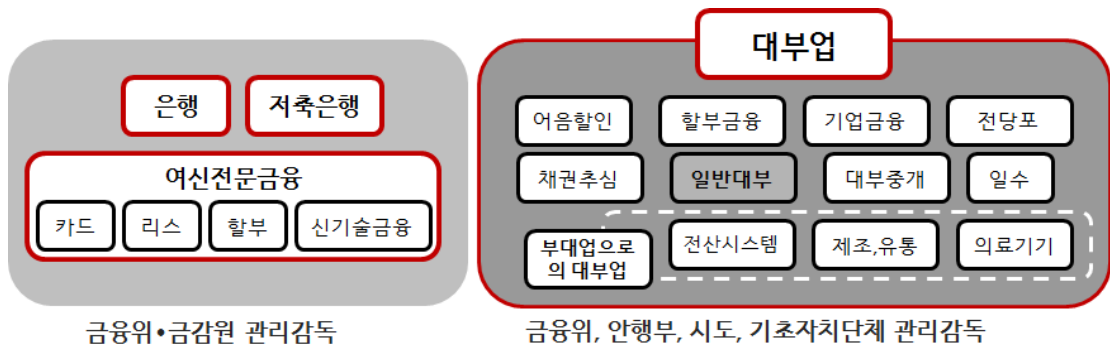 은행
저축은행
여신전문금융
카드
리스
할부
신기술금융
금융위•금감원 관리감독
대부업
어음할인
할부금융
기업금융
전당포
채권추심
일반대부
대부중개
일수
부대업으로
의 대부업
전산시스템
제조,유통
의료기기
금융위, 안행부, 시도, 기초자치단체 관리감독